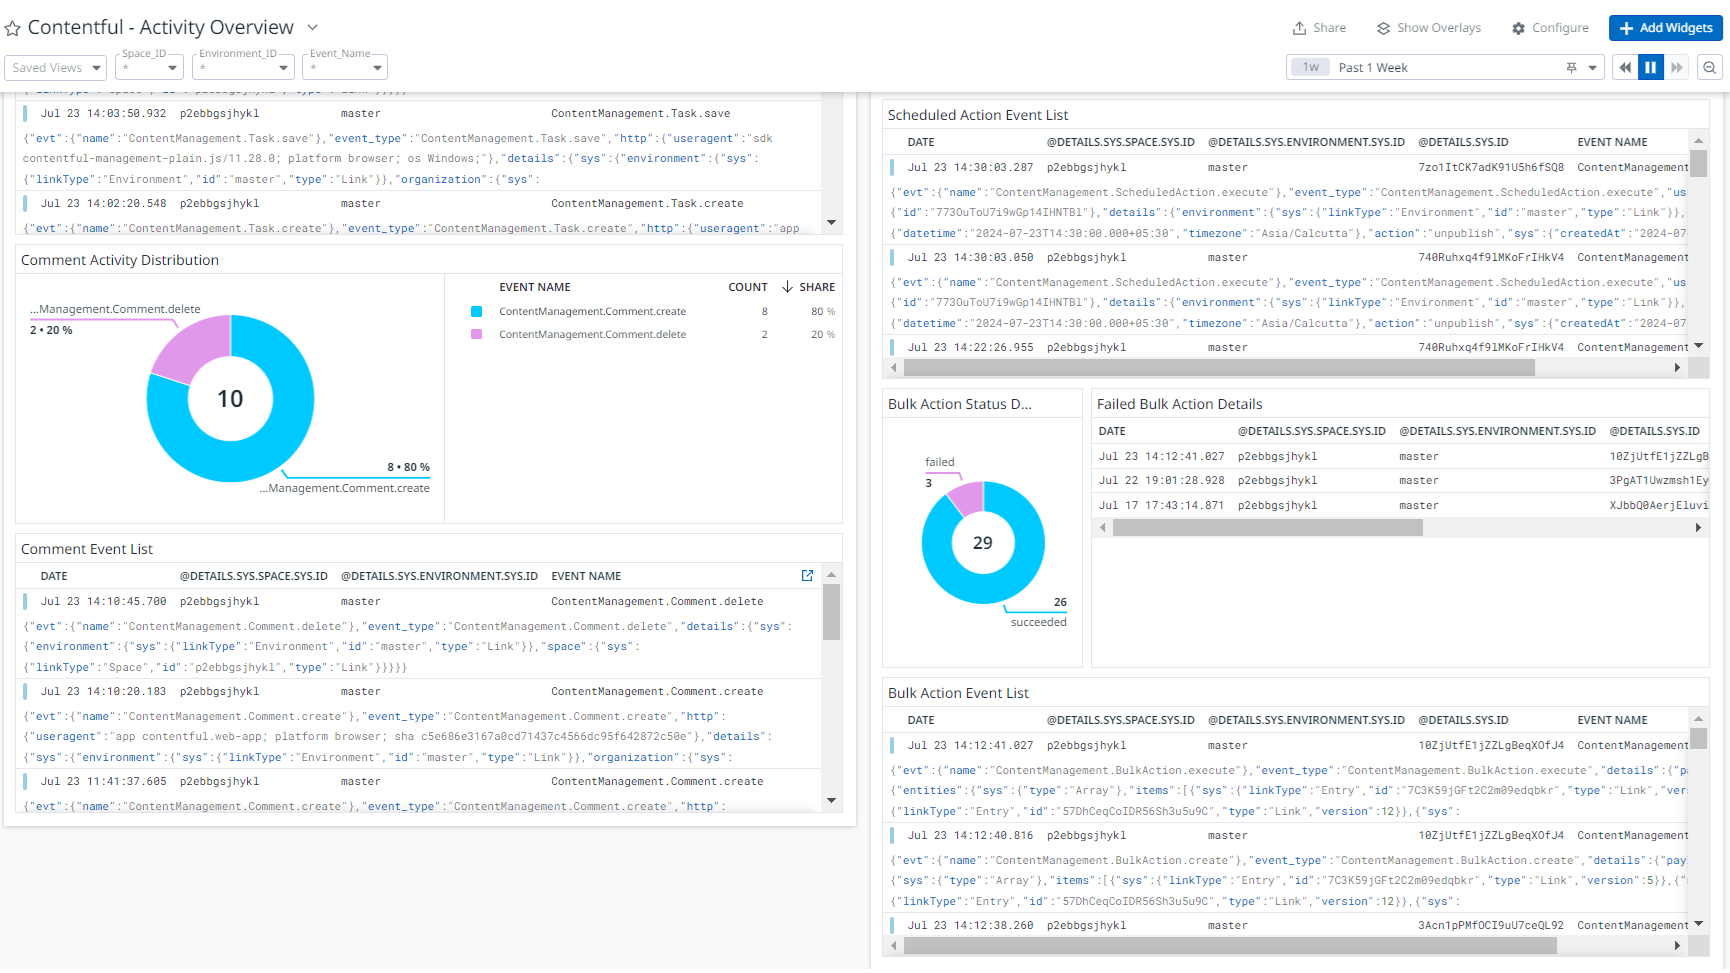 Contentful - Activity Overview
Share
Show Overlays
Configure
Add Widgets
Saved Views
Space_ID
*
Environment_ID
*
Event_Name
*
1w
Past 1 Week
Jul 23 14:03:50.932 p2ebbgsjhykl master ContentManagement.Task.save
{"evt":{"name":"ContentManagement.Task.save"},"event_type":"ContentManagement.Task.save","http":{"useragent":"sdk
contentful-management-plain.js/11.28.0; platform browser; os Windows;"},"details":{"sys":{"environment":{"sys":
{"linkType":"Environment","id":"master","type":"Link"}},"organization":{"sys":
Jul 23 14:02:20.548 p2ebbgsjhykl master ContentManagement.Task.create
{"evt":{"name":"ContentManagement.Task.create"},"event_type":"ContentManagement.Task.create","http":{"useragent":"app
Comment Activity Distribution
...Management.Comment.delete
2 • 20 %
10
8 • 80 %
...Management.Comment.create
EVENT NAME COUNT SHARE
ContentManagement.Comment.create 8 80 %
ContentManagement.Comment.delete 2 20 %
Comment Event List
DATE @DETAILS.SYS.SPACE.SYS.ID @DETAILS.SYS.ENVIRONMENT.SYS.ID EVENT NAME
Jul 23 14:10:45.700 p2ebbgsjhykl master ContentManagement.Comment.delete
{"evt":{"name":"ContentManagement.Comment.delete"},"event_type":"ContentManagement.Comment.delete","details":{"sys":
{"environment":{"sys":{"linkType":"Environment","id":"master","type":"Link"}},"space":{"sys":
{"linkType":"Space","id":"p2ebbgsjhykl","type":"Link"}}}}}
Jul 23 14:10:20.183 p2ebbgsjhykl master ContentManagement.Comment.create
{"evt":{"name":"ContentManagement.Comment.create"},"event_type":"ContentManagement.Comment.create","http":
{"useragent":"app contentful.web-app; platform browser; sha c5e686e3167a0cd71437c4566dc95f642872c50e"},"details":
{"sys":{"environment":{"sys":{"linkType":"Environment","id":"master","type":"Link"}},"organization":{"sys":
Jul 23 11:41:37.605 p2ebbgsjhykl master ContentManagement.Comment.create
{"evt":{"name":"ContentManagement.Comment.create"},"event_type":"ContentManagement.Comment.create","http":
Scheduled Action Event List
DATE @DETAILS.SYS.SPACE.SYS.ID @DETAILS.SYS.ENVIRONMENT.SYS.ID @DETAILS.SYS.ID EVENT NAME
Jul 23 14:30:03.287 p2ebbgsjhykl master 7zo1ItCK7adK91U5h6fSQ8 ContentManagement
{"evt":{"name":"ContentManagement.ScheduledAction.execute"},"event_type":"ContentManagement.ScheduledAction.execute","us
{"id":"773OuToU7i9wGp14IHNTBl"},"details":{"environment":{"sys":{"linkType":"Environment","id":"master","type":"Link"}},
{"datetime":"2024-07-23T14:30:00.000+05:30","timezone":"Asia/Calcutta"},"action":"unpublish","sys":{"createdAt":"2024-07
Jul 23 14:30:03.050 p2ebbgsjhykl master 740Ruhxq4f9lMKoFrIHkV4 ContentManagement
{"evt":{"name":"ContentManagement.ScheduledAction.execute"},"event_type":"ContentManagement.ScheduledAction.execute","us
{"id":"773OuToU7i9wGp14IHNTBl"},"details":{"environment":{"sys":{"linkType":"Environment","id":"master","type":"Link"}},
{"datetime":"2024-07-23T14:30:00.000+05:30","timezone":"Asia/Calcutta"},"action":"unpublish","sys":{"createdAt":"2024-07
Jul 23 14:22:26.955 p2ebbgsjhykl master 740Ruhxq4f9lMKoFrIHkV4 ContentManagement
Bulk Action Status D...
failed
3
29
26
succeeded
Failed Bulk Action Details
DATE @DETAILS.SYS.SPACE.SYS.ID @DETAILS.SYS.ENVIRONMENT.SYS.ID @DETAILS.SYS.ID
Jul 23 14:12:41.027 p2ebbgsjhykl master 10ZjUtfE1jZZLgB
Jul 22 19:01:28.928 p2ebbgsjhykl master 3PgAT1Uwzmsh1Ey
Jul 17 17:43:14.871 p2ebbgsjhykl master XJbbQ0AerjEluvi
Bulk Action Event List
DATE @DETAILS.SYS.SPACE.SYS.ID @DETAILS.SYS.ENVIRONMENT.SYS.ID @DETAILS.SYS.ID EVENT NAME
Jul 23 14:12:41.027 p2ebbgsjhykl master 10ZjUtfE1jZZLgBeqXOfJ4 ContentManagement
{"evt":{"name":"ContentManagement.BulkAction.execute"},"event_type":"ContentManagement.BulkAction.execute","details":{"pa
{"entities":{"sys":{"type":"Array"},"items":[{"sys":{"linkType":"Entry","id":"7C3K59jGFt2C2m09edqbkr","type":"Link","ver
{"linkType":"Entry","id":"57DhCeqCoIDR56Sh3u5u9C","type":"Link","version":12}},{"sys":
Jul 23 14:12:40.816 p2ebbgsjhykl master 10ZjUtfE1jZZLgBeqXOfJ4 ContentManagement
{"evt":{"name":"ContentManagement.BulkAction.create"},"event_type":"ContentManagement.BulkAction.create","details":{"pay
{"sys":{"type":"Array"},"items":[{"sys":{"linkType":"Entry","id":"7C3K59jGFt2C2m09edqbkr","type":"Link","version":5}},{"
{"linkType":"Entry","id":"57DhCeqCoIDR56Sh3u5u9C","type":"Link","version":12}},{"sys":
Jul 23 14:12:38.260 p2ebbgsjhykl master 3Acn1pPMfOCI9uU7ceQL92 ContentManagement